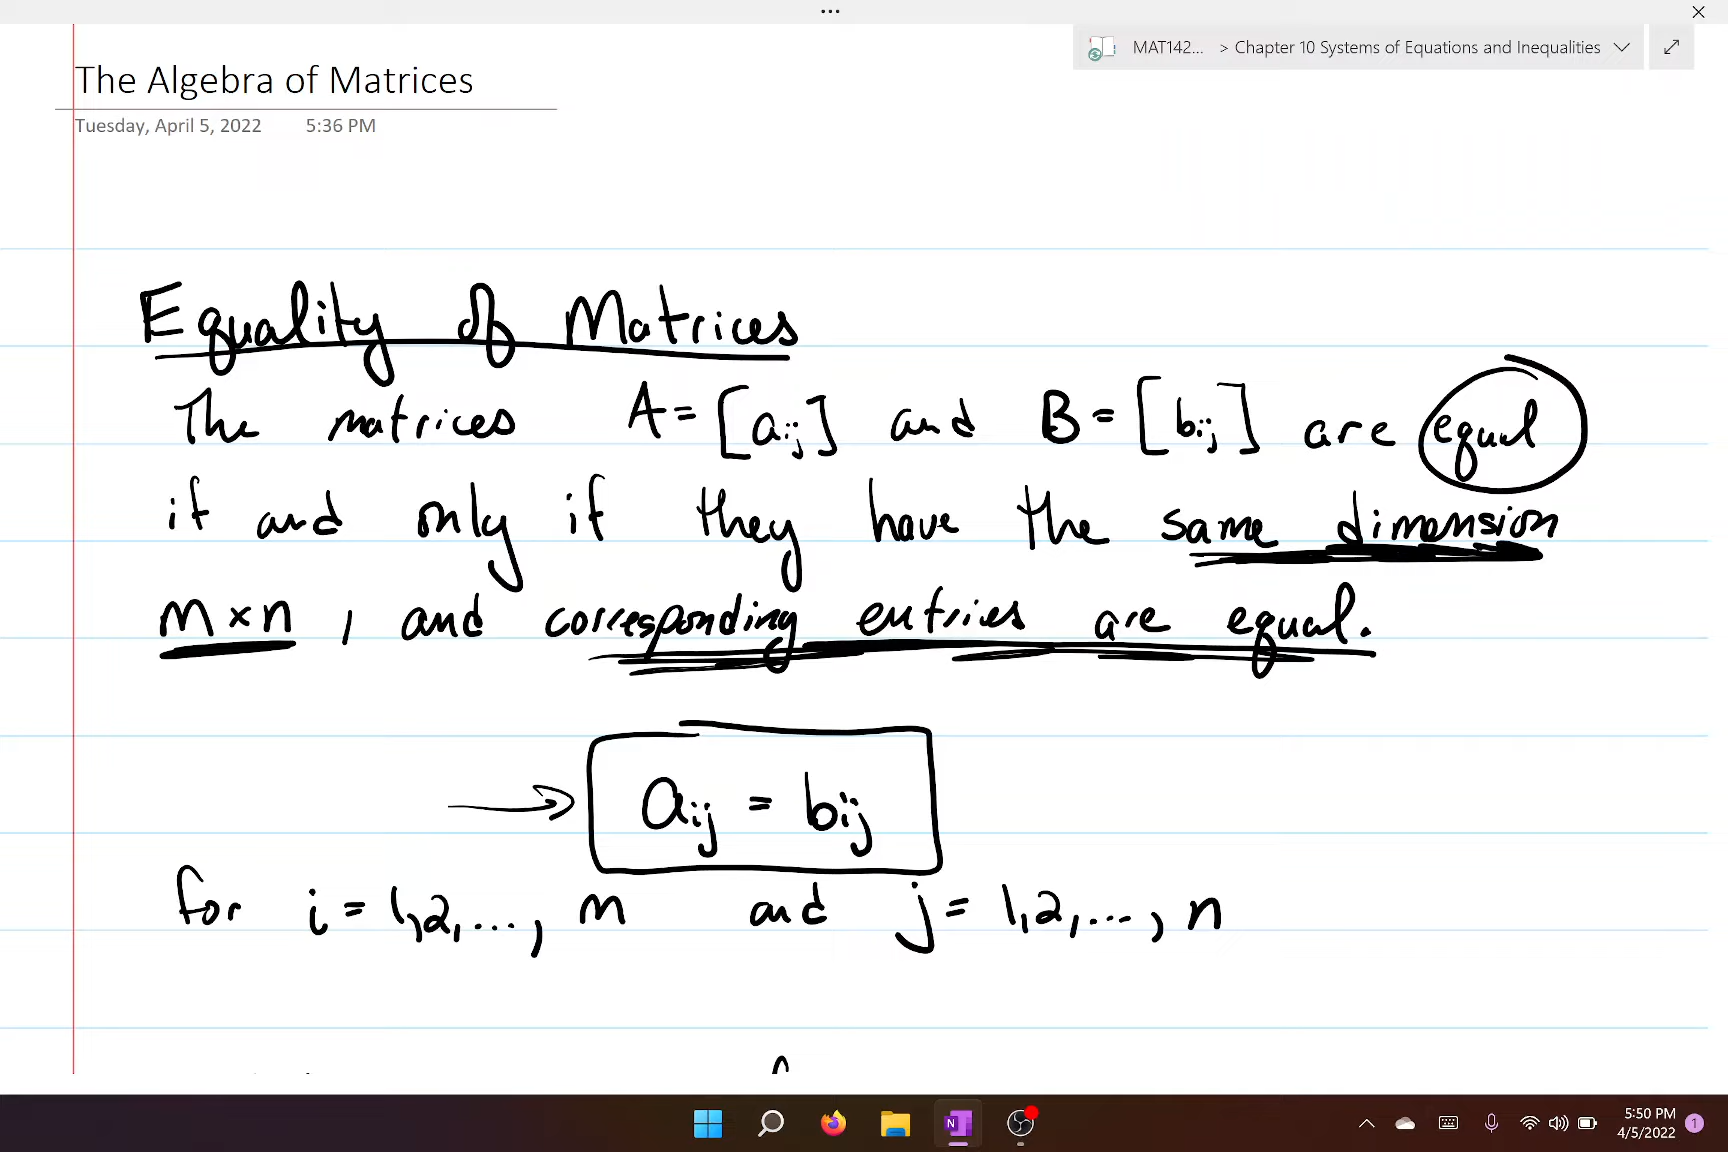 MAT142... > Chapter 10 Systems of Equations and Inequalities
The Algebra of Matrices
Tuesday, April 5, 2022 5:36 PM
Equality of Matrices
The matrices A = [aij] and B = [bij] are equal
if and only if they have the same dimension
m x n, and corresponding entries are equal.
aij = bij
for i = 1,2,..., m and j = 1,2,..., n
5:50 PM
4/5/2022
1